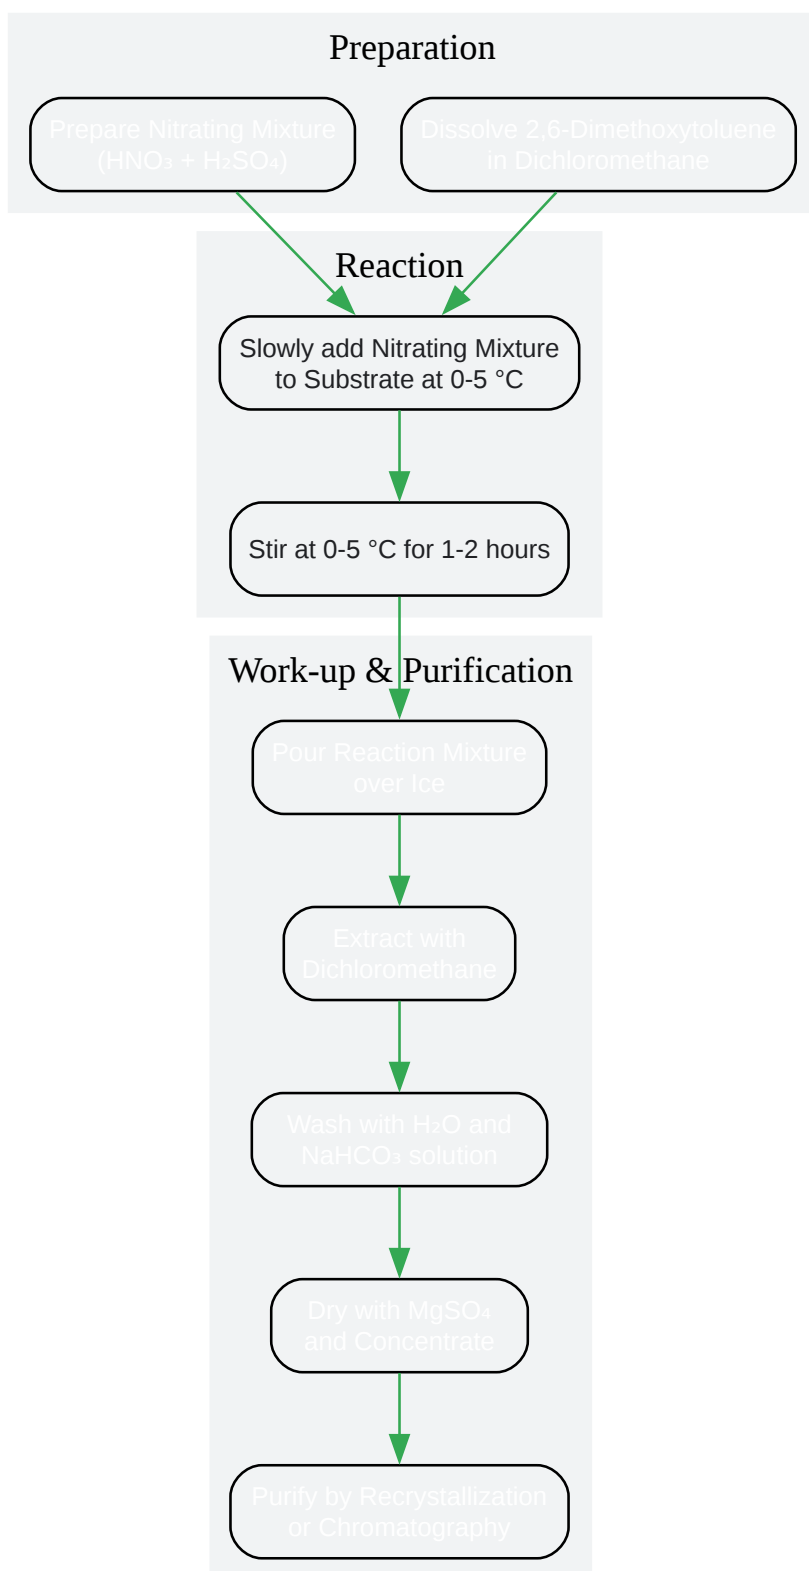 Preparation
Prepare Nitrating Mixture
(HNO₃ + H₂SO₄)
Dissolve 2,6-Dimethoxytoluene
in Dichloromethane
Reaction
Slowly add Nitrating Mixture
to Substrate at 0-5 °C
Stir at 0-5 °C for 1-2 hours
Work-up & Purification
Pour Reaction Mixture
over Ice
Extract with
Dichloromethane
Wash with H₂O and
NaHCO₃ solution
Dry with MgSO₄
and Concentrate
Purify by Recrystallization
or Chromatography